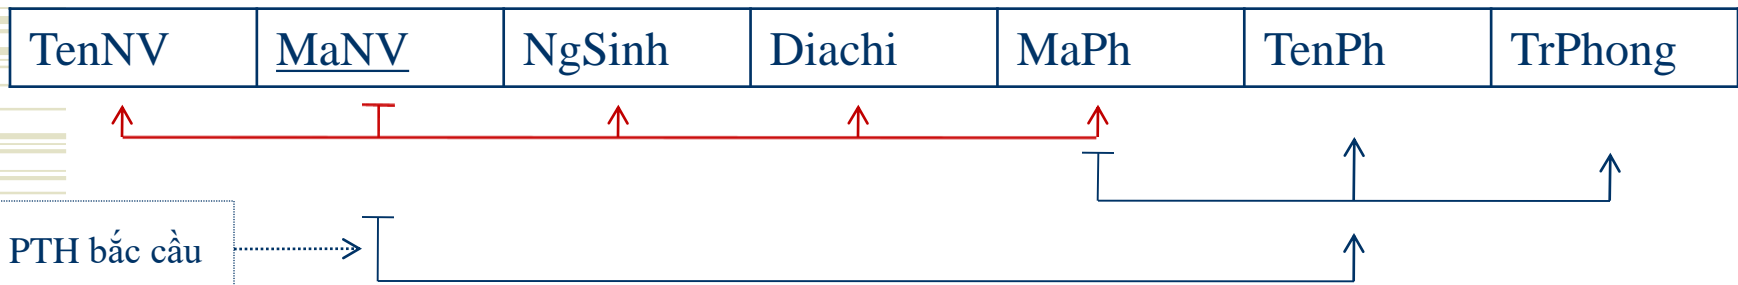 TenNV MaNV NgSinh Diachi MaPh TenPh TrPhong
PTH bắc cầu